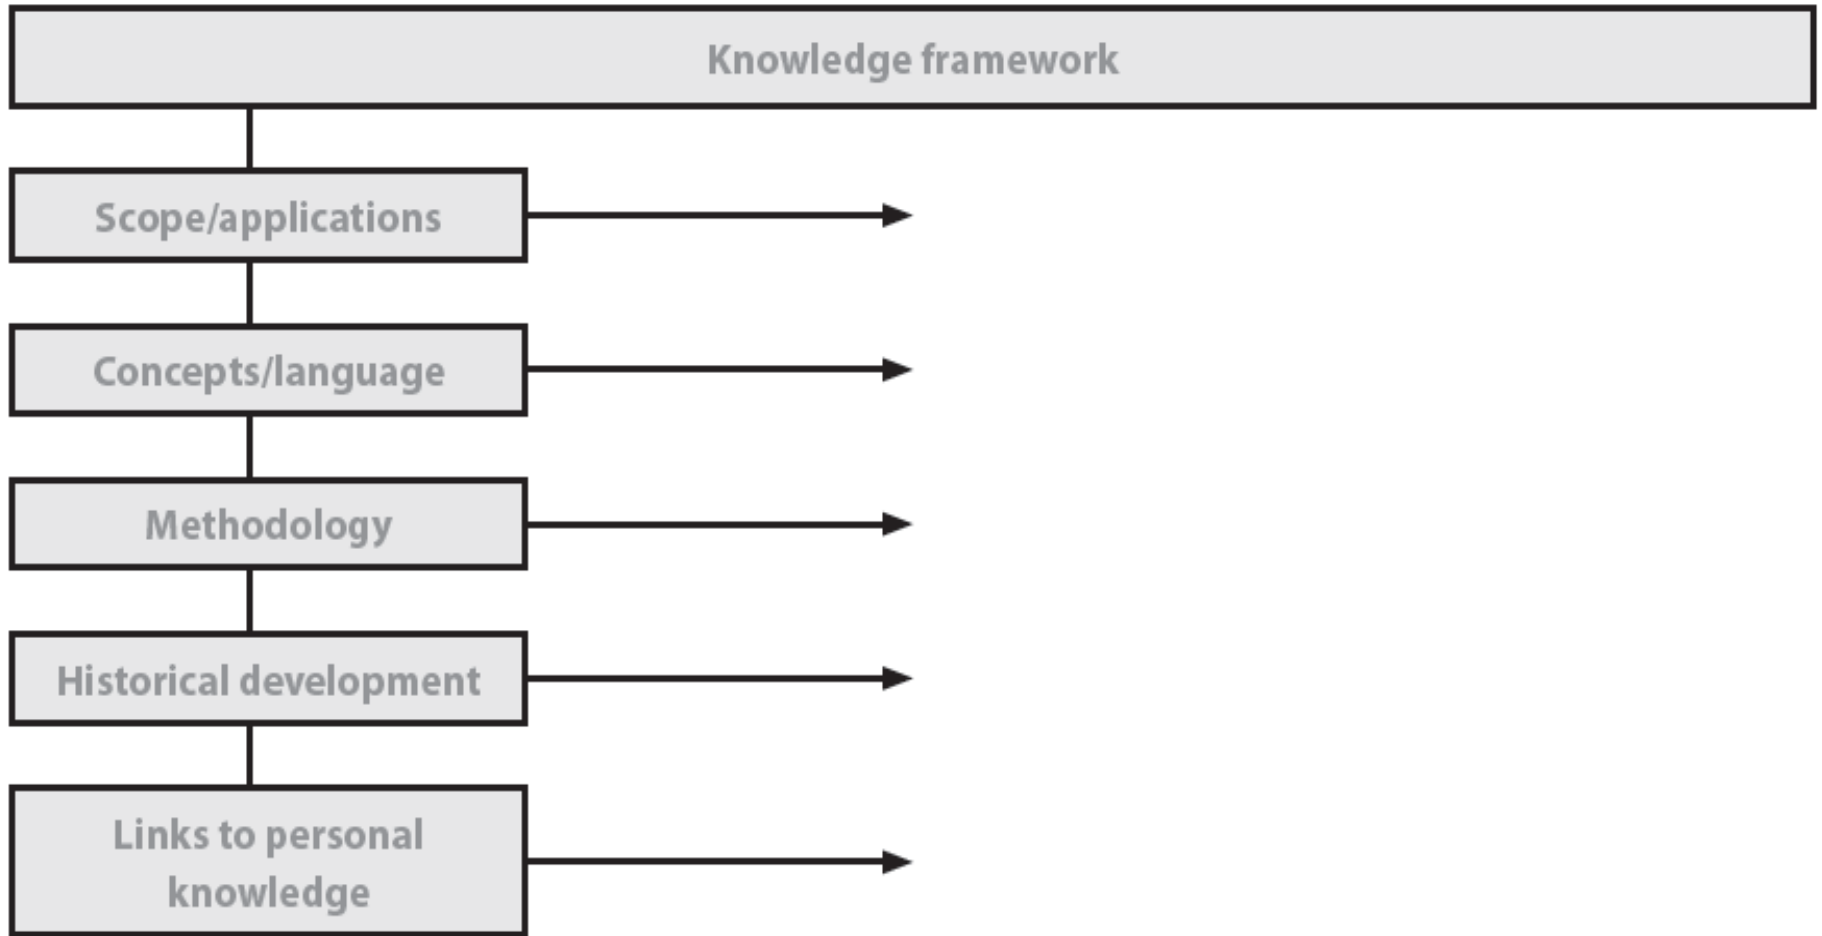 Knowledge framework
Scope/applications
Concepts/language
Methodology
Historical development
Links to personal
knowledge